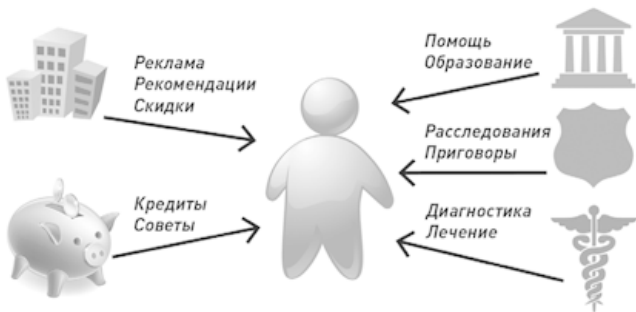 Реклама
Рекомендации
Скидки
Помощь
Образование
Расследования
Приговоры
Кредиты
Советы
Диагностика
Лечение